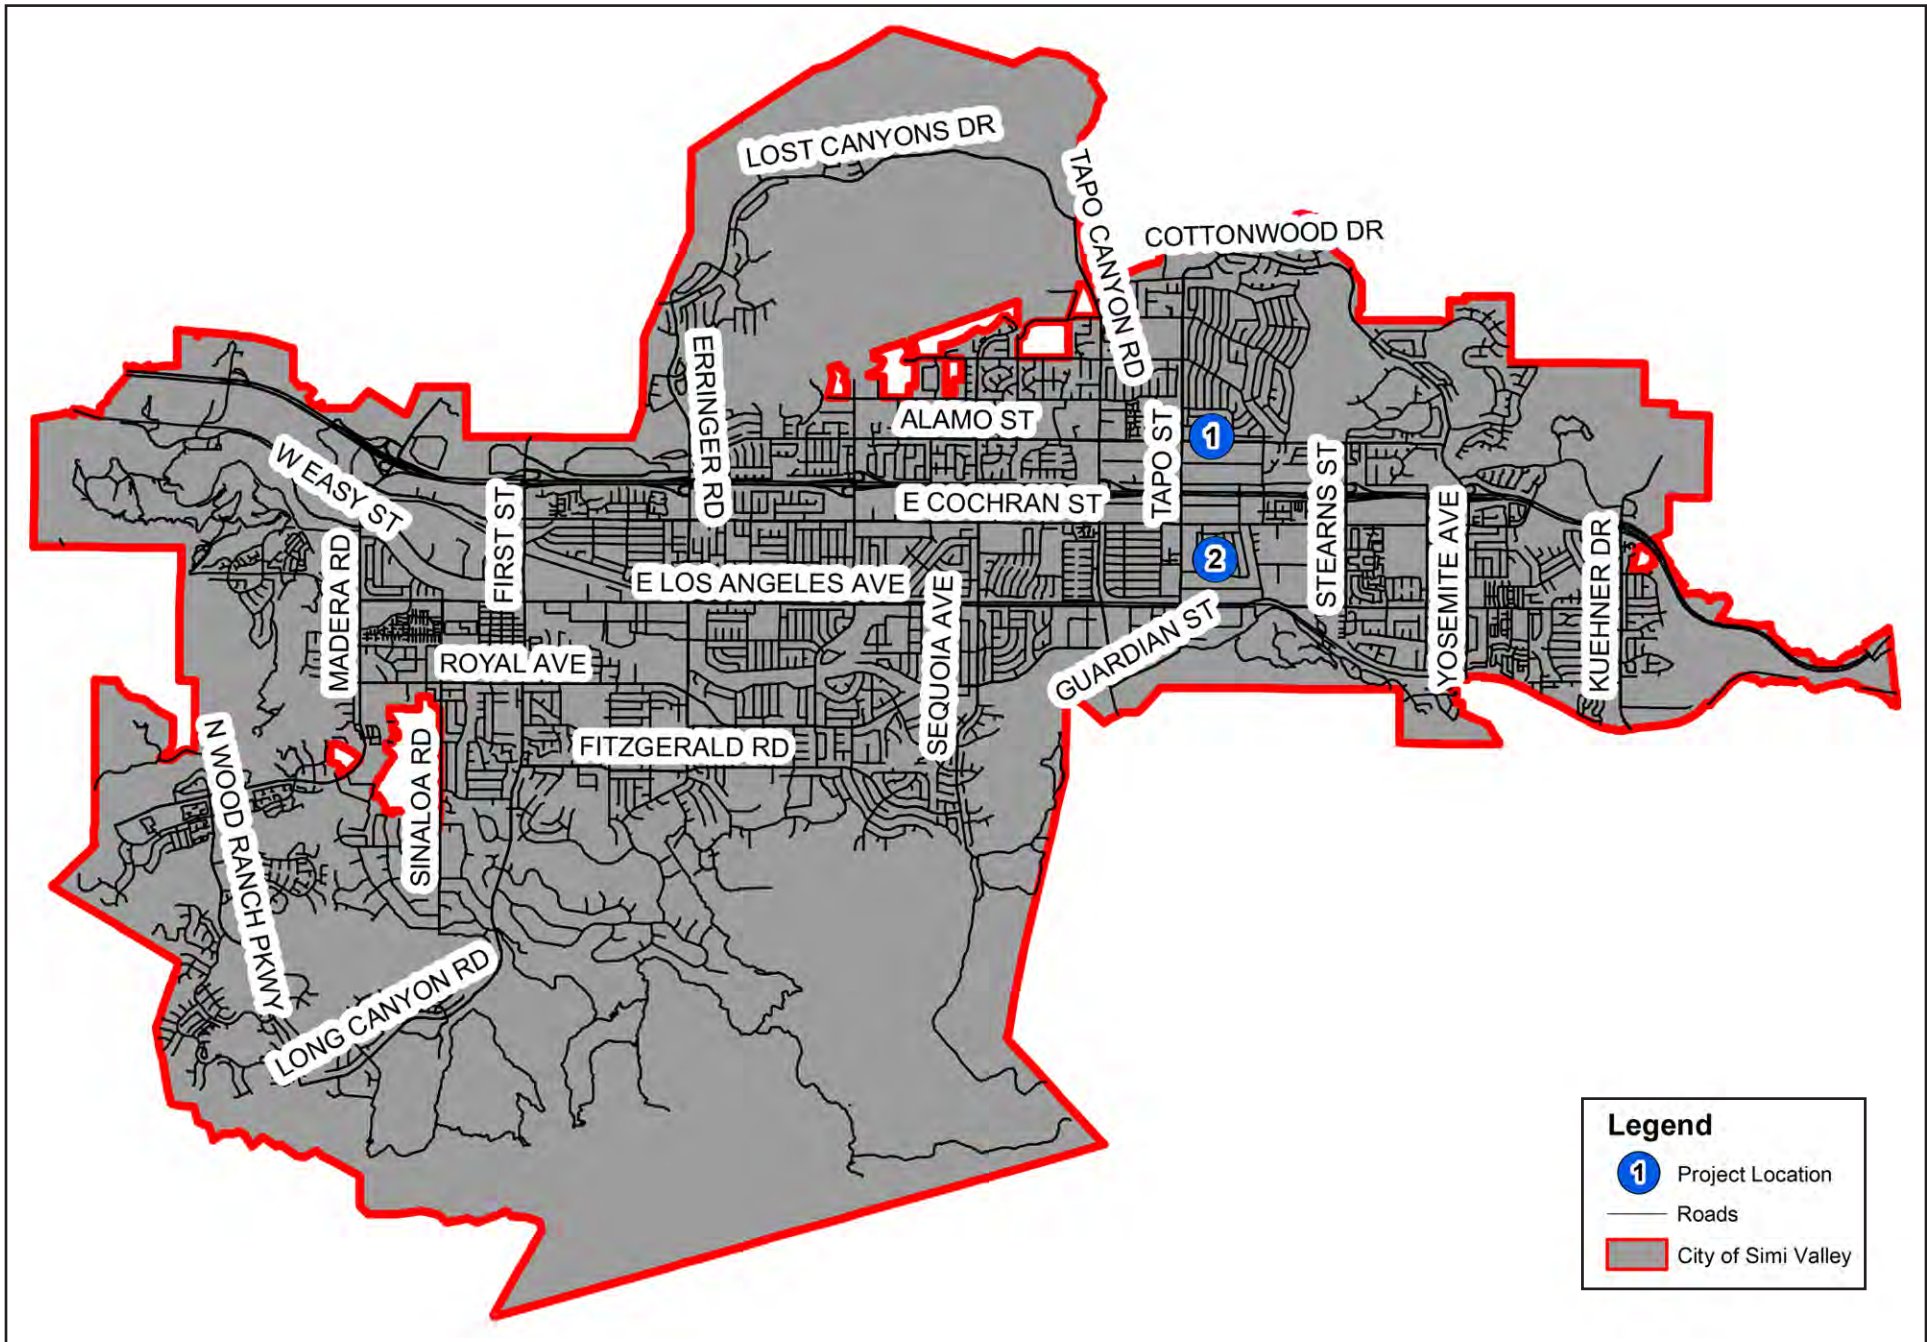 LOST CANYONS DR
TAPO CANYON RD
COTTONWOOD DR
ERRINGER RD
ALAMO ST
TAPO ST
1
W EASY ST
FIRST ST
E COCHRAN ST
STEARNS ST
YOSEMITE AVE
KUEHNER DR
MADERA RD
E LOS ANGELES AVE
2
SEQUOIA AVE
GUARDIAN ST
ROYAL AVE
N WOOD RANCH PKWY
SINALOA RD
FITZGERALD RD
LONG CANYON RD
Legend
1 Project Location
Roads
City of Simi Valley